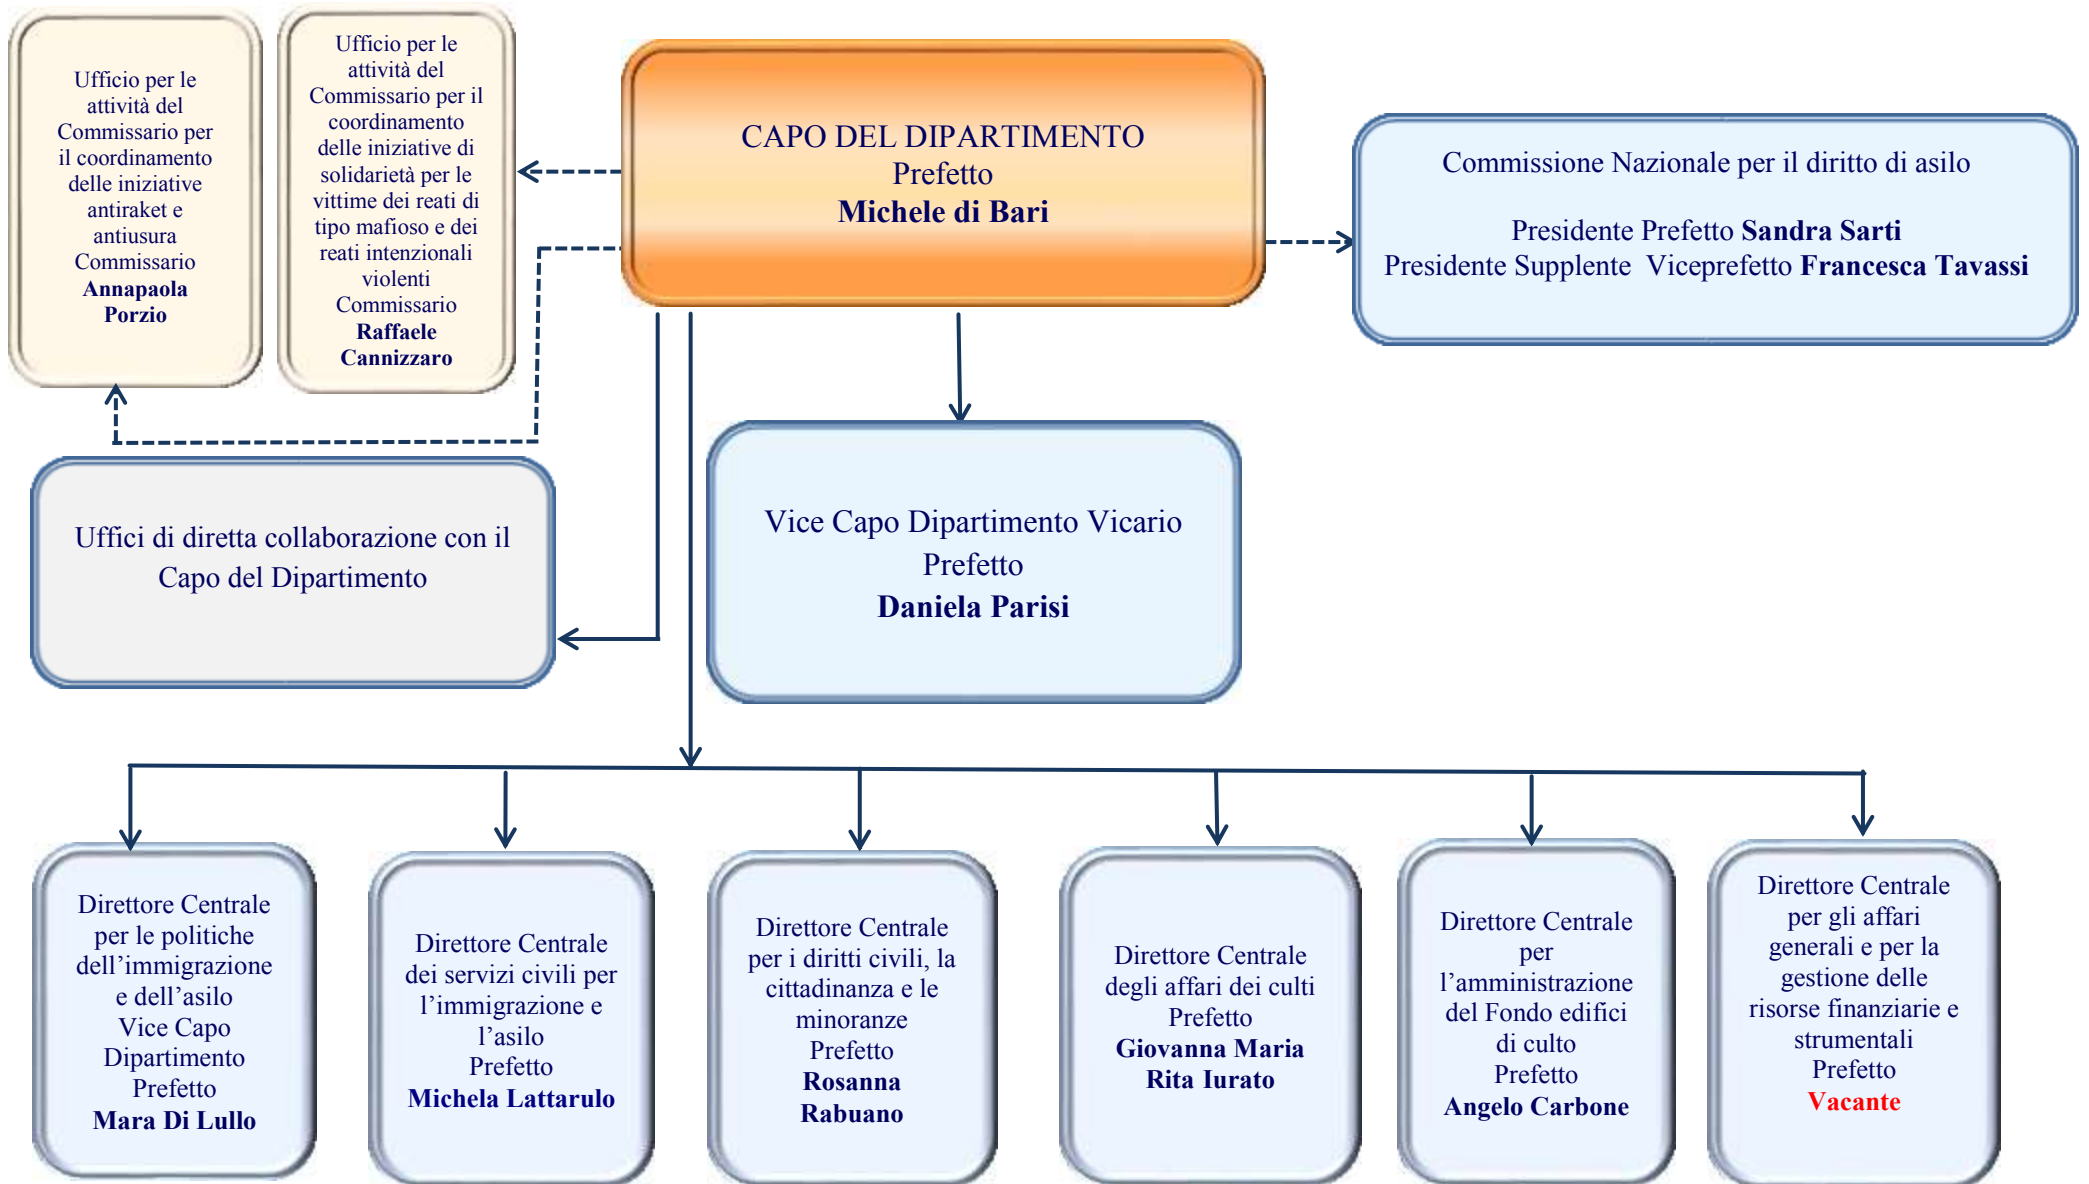 Ufficio per le
attività del
Commissario per
il coordinamento
delle iniziative
antiraket e
antiusura
Commissario
Annapaola
Porzio
Ufficio per le
attività del
Commissario per il
coordinamento
delle iniziative di
solidarietà per le
vittime dei reati di
tipo mafioso e dei
reati intenzionali
violenti
Commissario
Raffaele
Cannizzaro
CAPO DEL DIPARTIMENTO
Prefetto
Michele di Bari
Commissione Nazionale per il diritto di asilo
Presidente Prefetto Sandra Sarti
Presidente Supplente Viceprefetto Francesca Tavassi
Uffici di diretta collaborazione con il
Capo del Dipartimento
Vice Capo Dipartimento Vicario
Prefetto
Daniela Parisi
Direttore Centrale
per le politiche
dell’immigrazione
e dell’asilo
Vice Capo
Dipartimento
Prefetto
Mara Di Lullo
Direttore Centrale
dei servizi civili per
l’immigrazione e
l’asilo
Prefetto
Michela Lattarulo
Direttore Centrale
per i diritti civili, la
cittadinanza e le
minoranze
Prefetto
Rosanna
Rabuano
Direttore Centrale
degli affari dei culti
Prefetto
Giovanna Maria
Rita Iurato
Direttore Centrale
per
l’amministrazione
del Fondo edifici
di culto
Prefetto
Angelo Carbone
Direttore Centrale
per gli affari
generali e per la
gestione delle
risorse finanziarie e
strumentali
Prefetto
Vacante